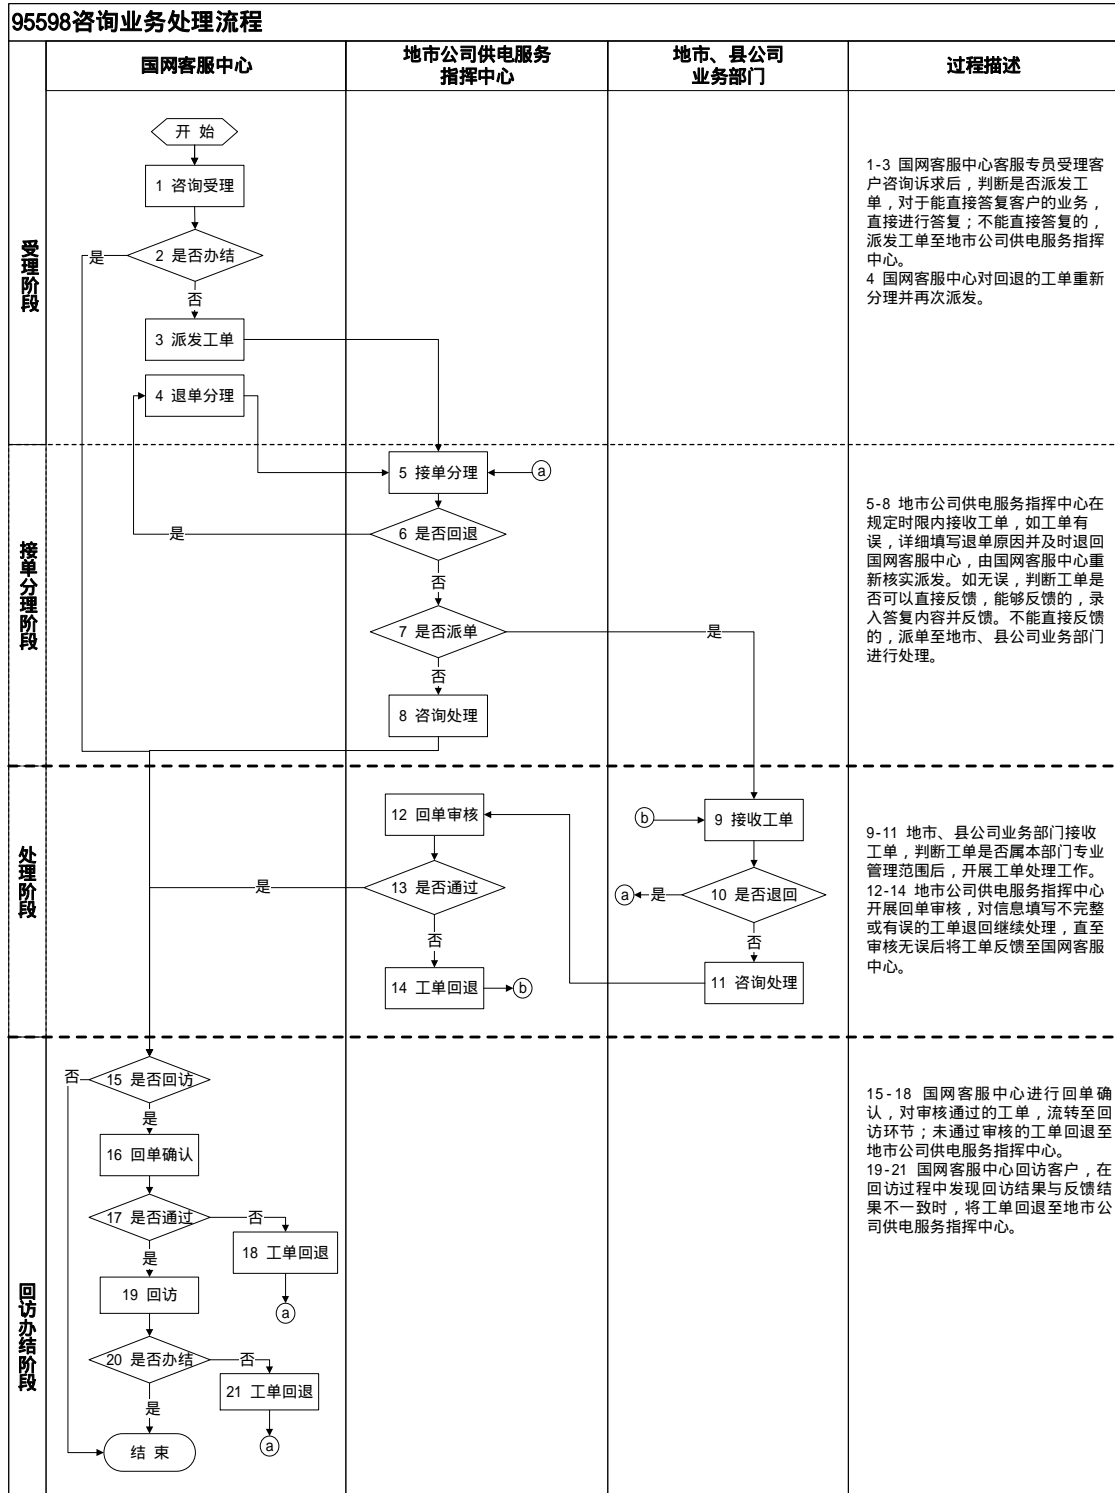 95598咨询业务处理流程
国网客服中心
地市公司供电服务
指挥中心
地市、县公司
业务部门
过程描述
受理阶段
开 始
1 咨询受理
2 是否办结
是
否
3 派发工单
4 退单分理
1-3 国网客服中心客服专员受理客
户咨询诉求后，判断是否派发工
单，对于能直接答复客户的业务，
直接进行答复；不能直接答复的，
派发工单至地市公司供电服务指挥
中心。
4 国网客服中心对回退的工单重新
分理并再次派发。
接单分理阶段
5 接单分理
a
6 是否回退
是
否
7 是否派单
是
否
8 咨询处理
5-8 地市公司供电服务指挥中心在
规定时限内接收工单，如工单有
误，详细填写退单原因并及时退回
国网客服中心，由国网客服中心重
新核实派发。如无误，判断工单是
否可以直接反馈，能够反馈的，录
入答复内容并反馈。不能直接反馈
的，派单至地市、县公司业务部门
进行处理。
处理阶段
12 回单审核
13 是否通过
是
否
14 工单回退
b
b
9 接收工单
10 是否退回
是
a
否
11 咨询处理
9-11 地市、县公司业务部门接收
工单，判断工单是否属本部门专业
管理范围后，开展工单处理工作。
12-14 地市公司供电服务指挥中心
开展回单审核，对信息填写不完整
或有误的工单退回继续处理，直至
审核无误后将工单反馈至国网客服
中心。
回访办结阶段
15 是否回访
否
是
16 回单确认
17 是否通过
否
18 工单回退
a
是
19 回访
20 是否办结
否
21 工单回退
a
是
结 束
15-18 国网客服中心进行回单确
认，对审核通过的工单，流转至回
访环节；未通过审核的工单回退至
地市公司供电服务指挥中心。
19-21 国网客服中心回访客户，在
回访过程中发现回访结果与反馈结
果不一致时，将工单回退至地市公
司供电服务指挥中心。